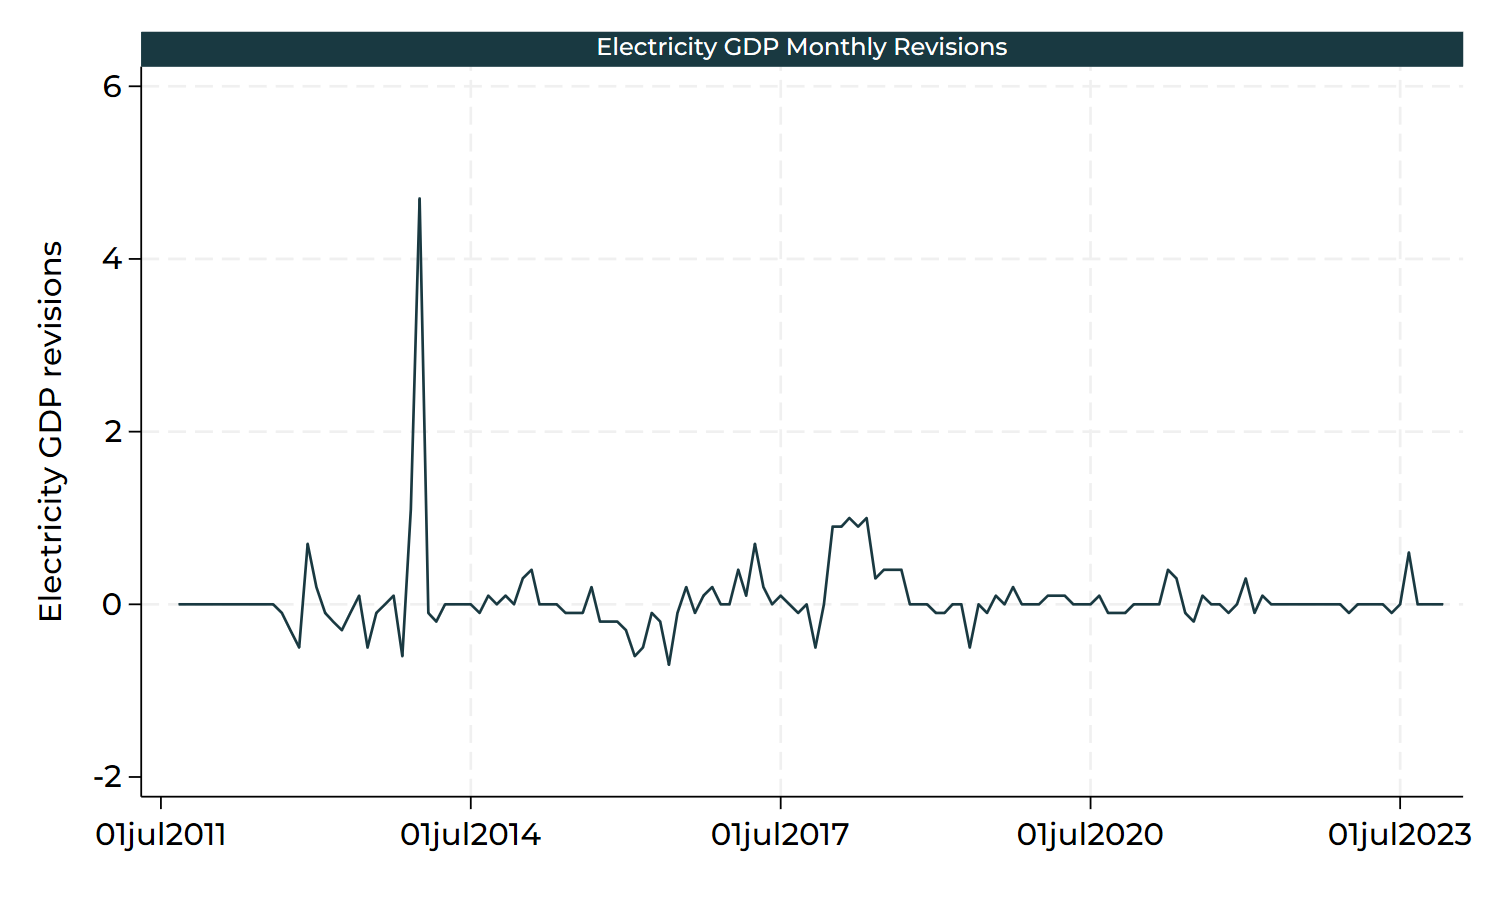 Electricity GDP Monthly Revisions
Electricity GDP revisions
6
4
2
0
-2
01jul2011 01jul2014 01jul2017 01jul2020 01jul2023